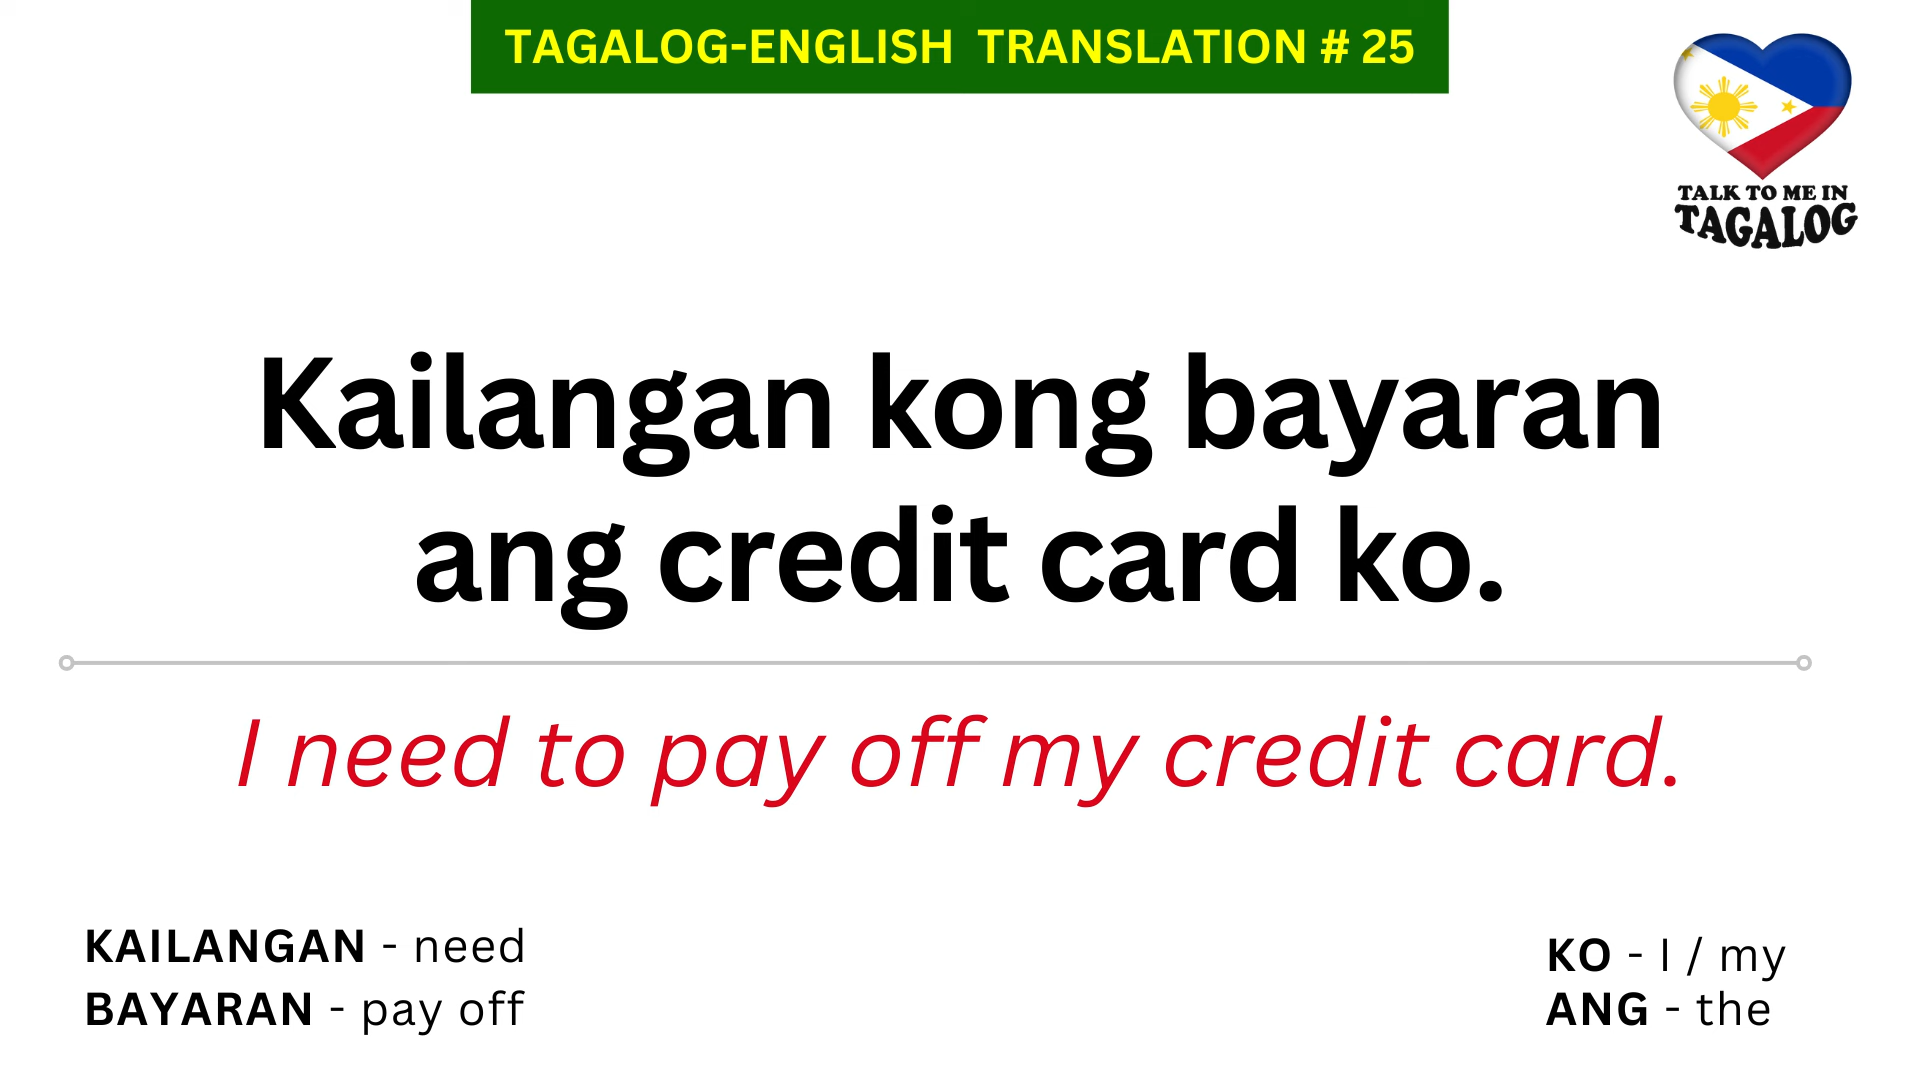 TAGALOG-ENGLISH TRANSLATION # 25
TALK TO ME IN
TAGALOG
Kailangan kong bayaran
ang credit card ko.
I need to pay off my credit card.
KAILANGAN - need
BAYARAN - pay off
KO - I / my
ANG - the